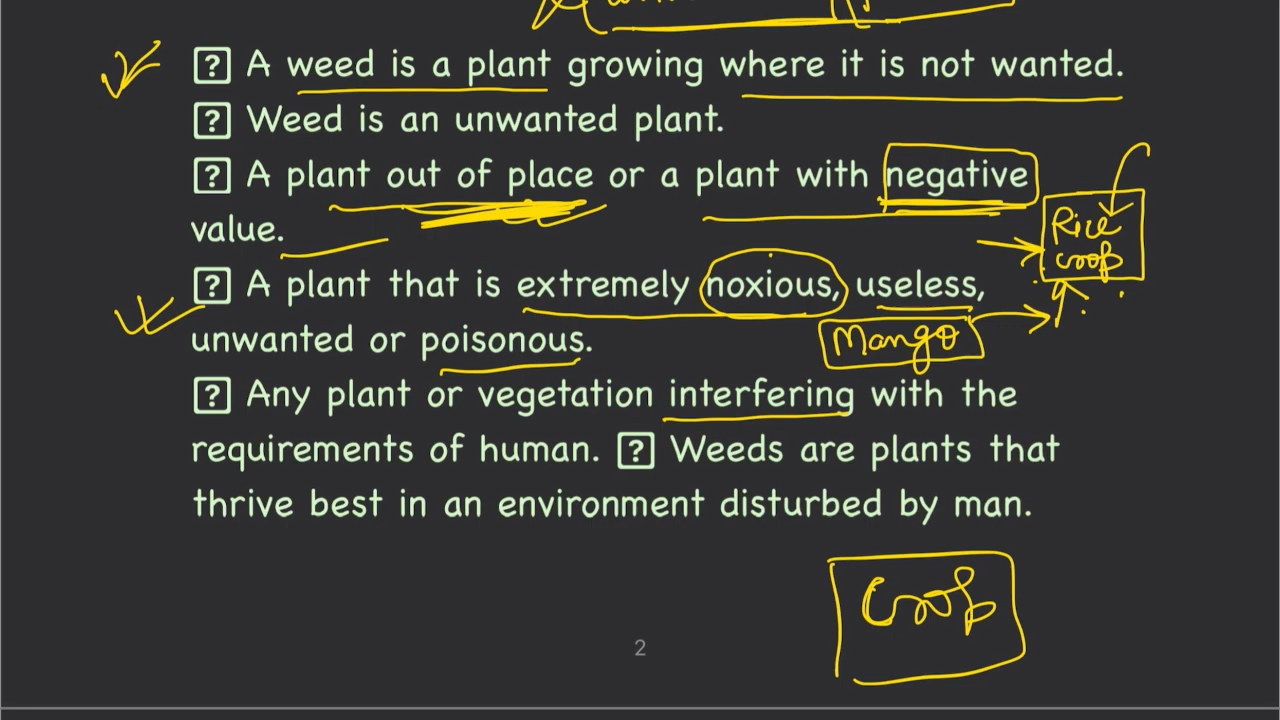 ? A weed is a plant growing where it is not wanted.
? Weed is an unwanted plant.
? A plant out of place or a plant with negative
value.
Rice
crop
? A plant that is extremely noxious, useless,
unwanted or poisonous.
Mango
? Any plant or vegetation interfering with the
requirements of human. ? Weeds are plants that
thrive best in an environment disturbed by man.
Crop
2